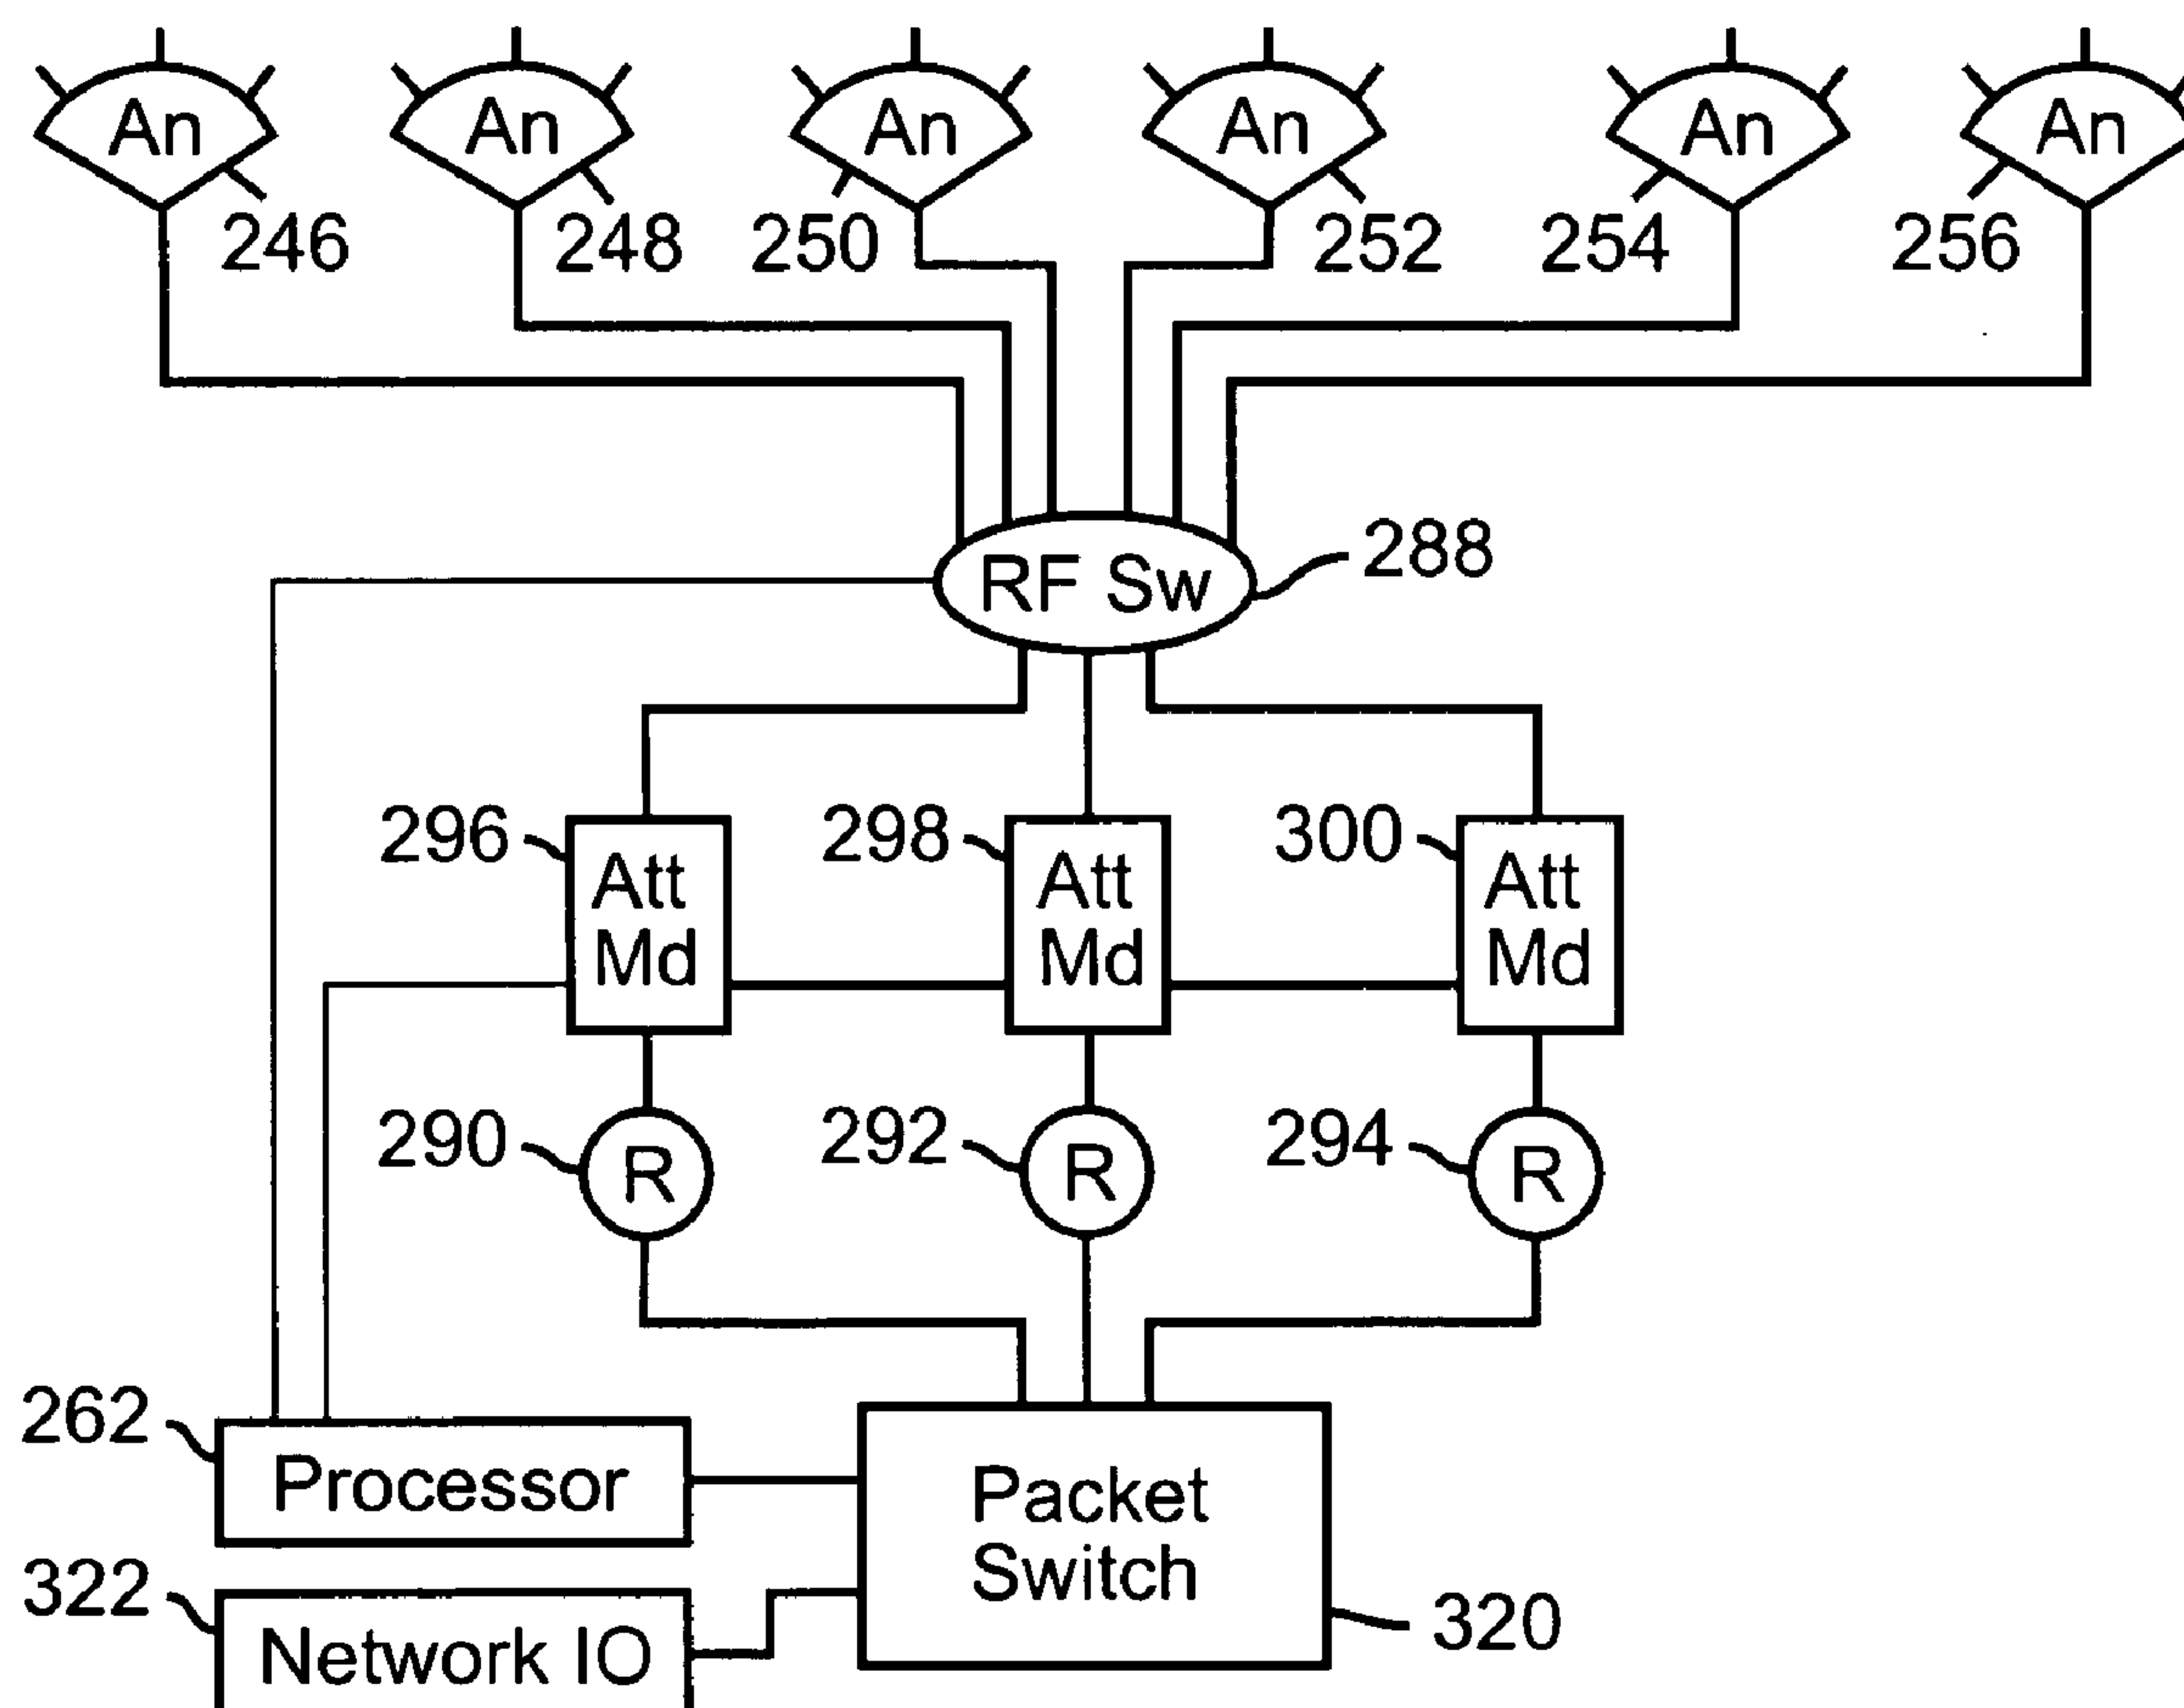 An An An An An An
246 248 250 252 254 256
RF Sw 288
296 Att Md 298 Att Md 300 Att Md
290 R 292 R 294 R
262 Processor
Packet
Switch
322 Network IO
320